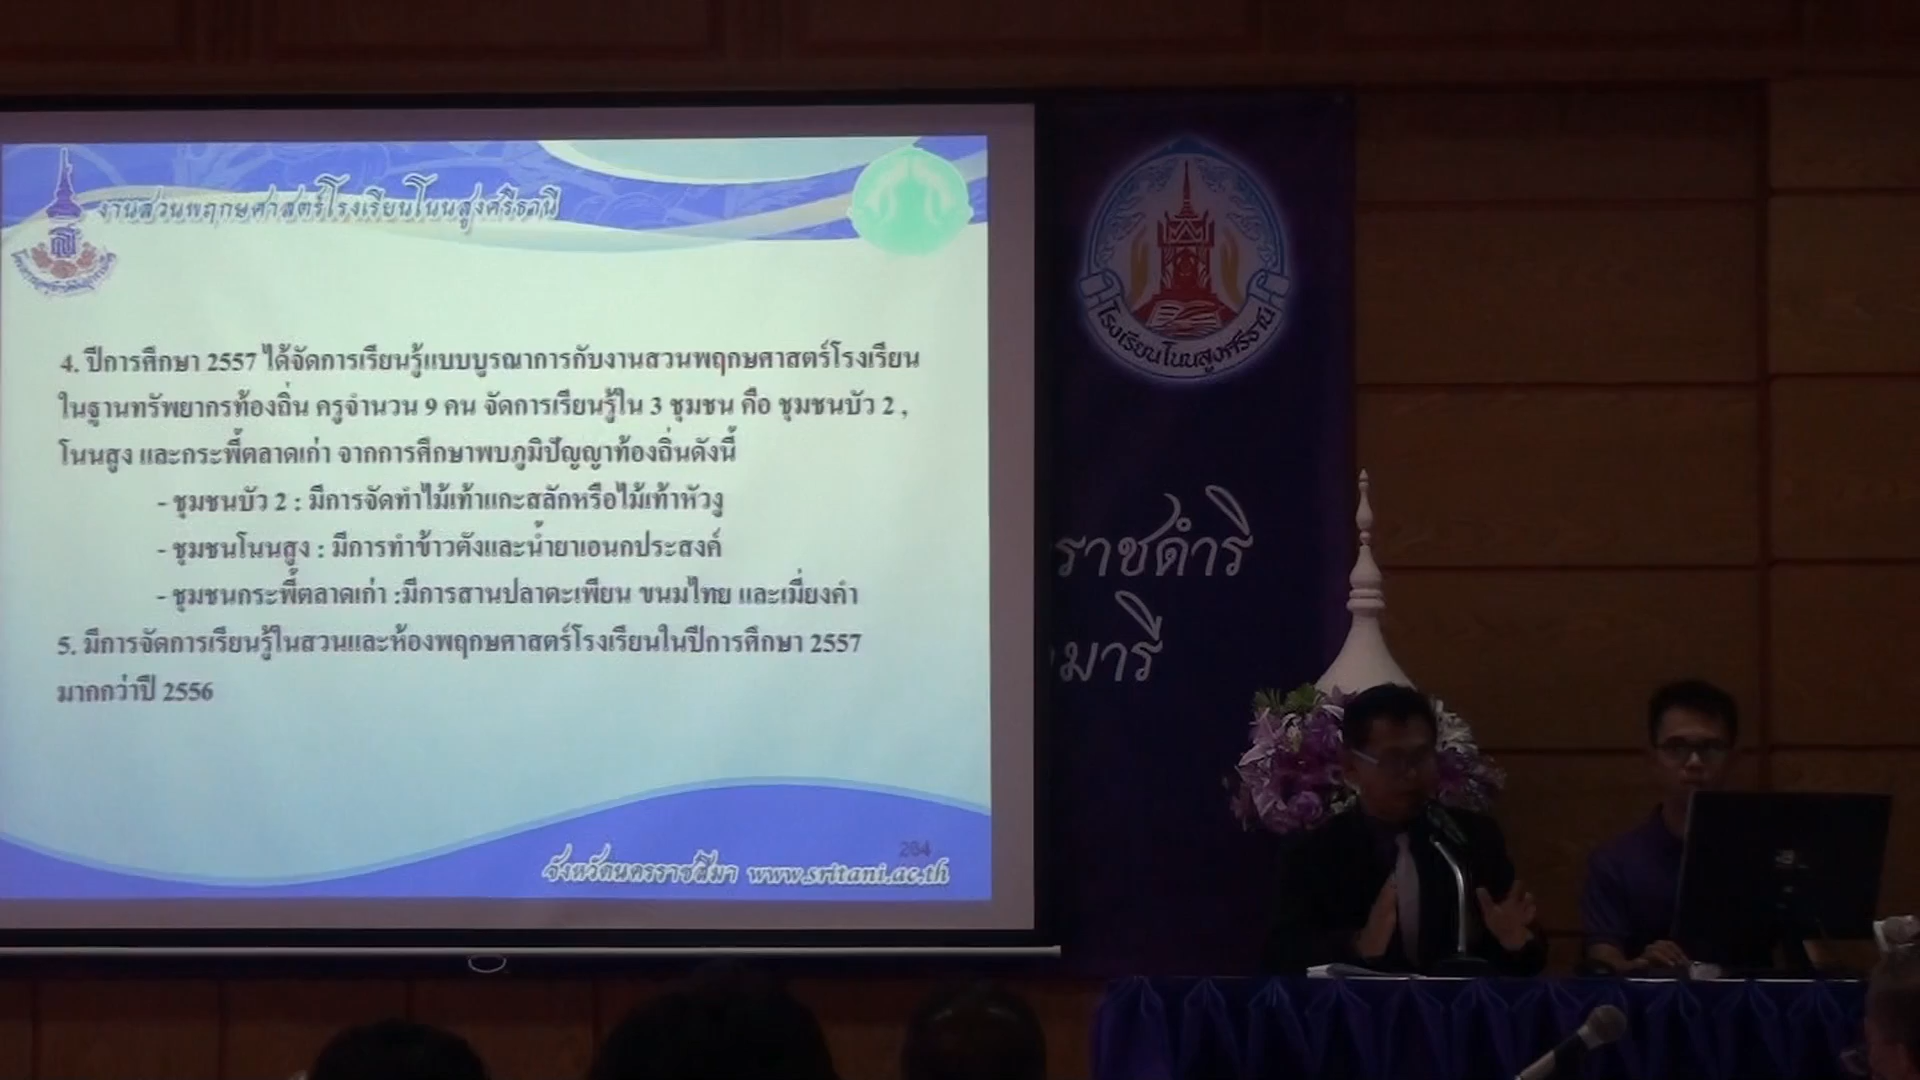 งานสวนพฤกษศาสตร์โรงเรียนโนนสูงศรีธานี
4. ปีการศึกษา 2557 ได้จัดการเรียนรู้แบบบูรณาการกับงานสวนพฤกษศาสตร์โรงเรียน
ในฐานทรัพยากรท้องถิ่น ครูจำนวน 9 คน จัดการเรียนรู้ใน 3 ชุมชน คือ ชุมชนบัว 2 ,
โนนสูง และกระพี้ตลาดเก่า จากการศึกษาพบภูมิปัญญาท้องถิ่นดังนี้
- ชุมชนบัว 2 : มีการจัดทำไม้เท้าแกะสลักหรือไม้เท้าหัวงู
- ชุมชนโนนสูง : มีการทำข้าวตังและน้ำยาเอนกประสงค์
- ชุมชนกระพี้ตลาดเก่า :มีการสานปลาตะเพียน ขนมไทย และเมี่ยงคำ
5. มีการจัดการเรียนรู้ในสวนและห้องพฤกษศาสตร์โรงเรียนในปีการศึกษา 2557
มากกว่าปี 2556
284
จังหวัดนครราชสีมา www.sritani.ac.th
โรงเรียนโนนสูงศรีธานี
ราชดำริ
มารี